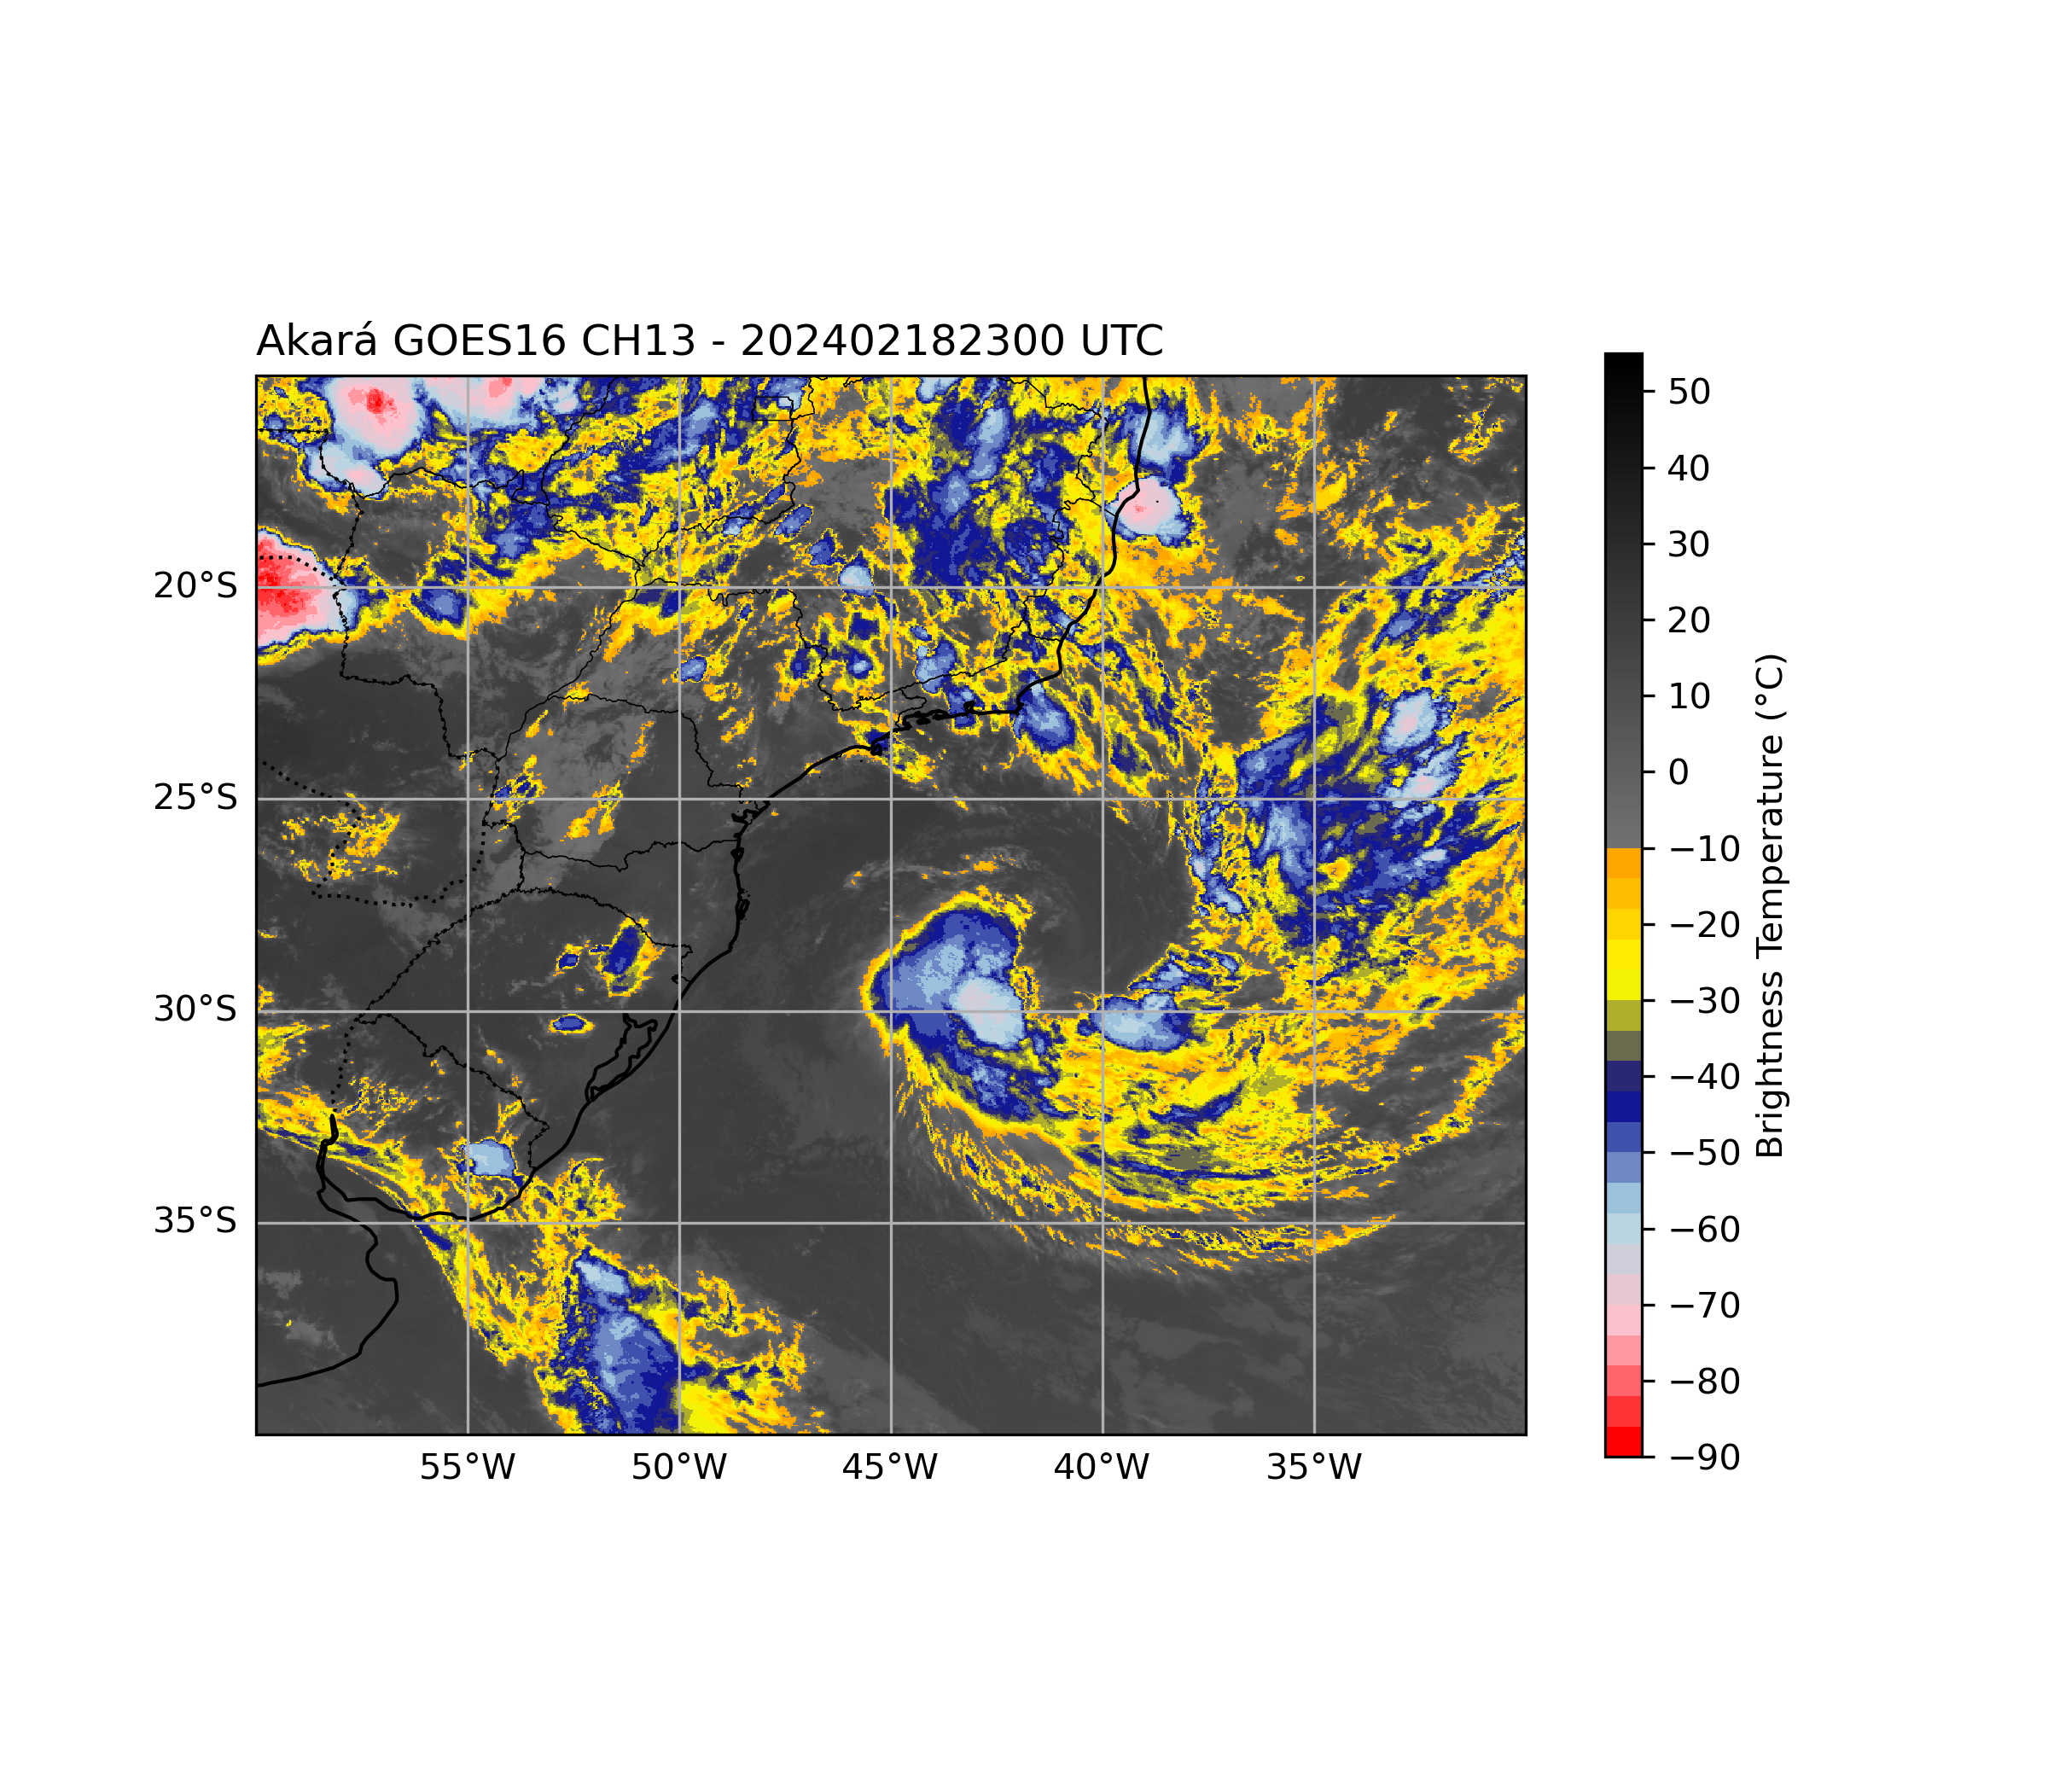 Akará GOES16 CH13 - 202402182300 UTC
20°S
25°S
30°S
35°S
55°W
50°W
45°W
40°W
35°W
50
40
30
20
10
0
−10
−20
−30
−40
−50
−60
−70
−80
−90
Brightness Temperature (°C)